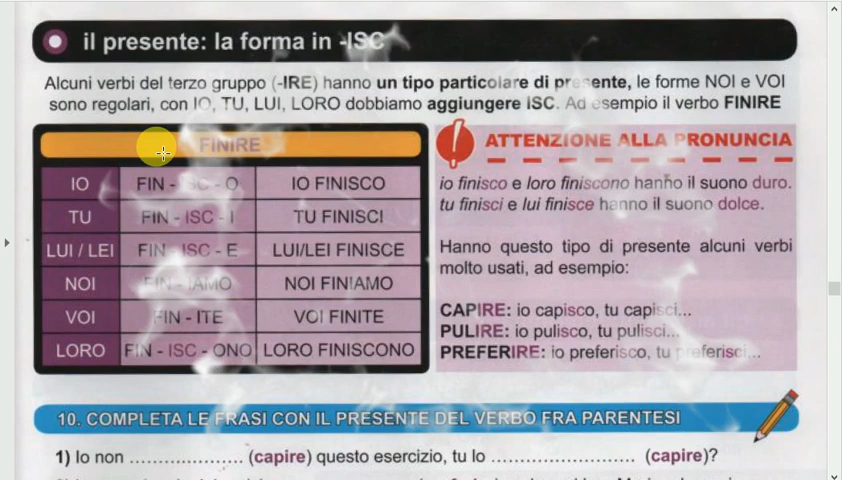 il presente: la forma in -ISC
Alcuni verbi del terzo gruppo (-IRE) hanno un tipo particolare di presente, le forme NOI e VOI
sono regolari, con IO, TU, LUI, LORO dobbiamo aggiungere ISC. Ad esempio il verbo FINIRE
FINIRE
IO FIN - ISC - O IO FINISCO
TU FIN - ISC - I TU FINISCI
LUI / LEI FIN - ISC - E LUI/LEI FINISCE
NOI FIN - IAMO NOI FINIAMO
VOI FIN - ITE VOI FINITE
LORO FIN - ISC - ONO LORO FINISCONO
ATTENZIONE ALLA PRONUNCIA
io finisco e loro finiscono hanno il suono duro.
tu finisci e lui finisce hanno il suono dolce.
Hanno questo tipo di presente alcuni verbi
molto usati, ad esempio:
CAPIRE: io capisco, tu capisci...
PULIRE: io pulisco, tu pulisci...
PREFERIRE: io preferisco, tu preferisci...
10. COMPLETA LE FRASI CON IL PRESENTE DEL VERBO FRA PARENTESI
1) Io non ................... (capire) questo esercizio, tu lo ........................ (capire)?